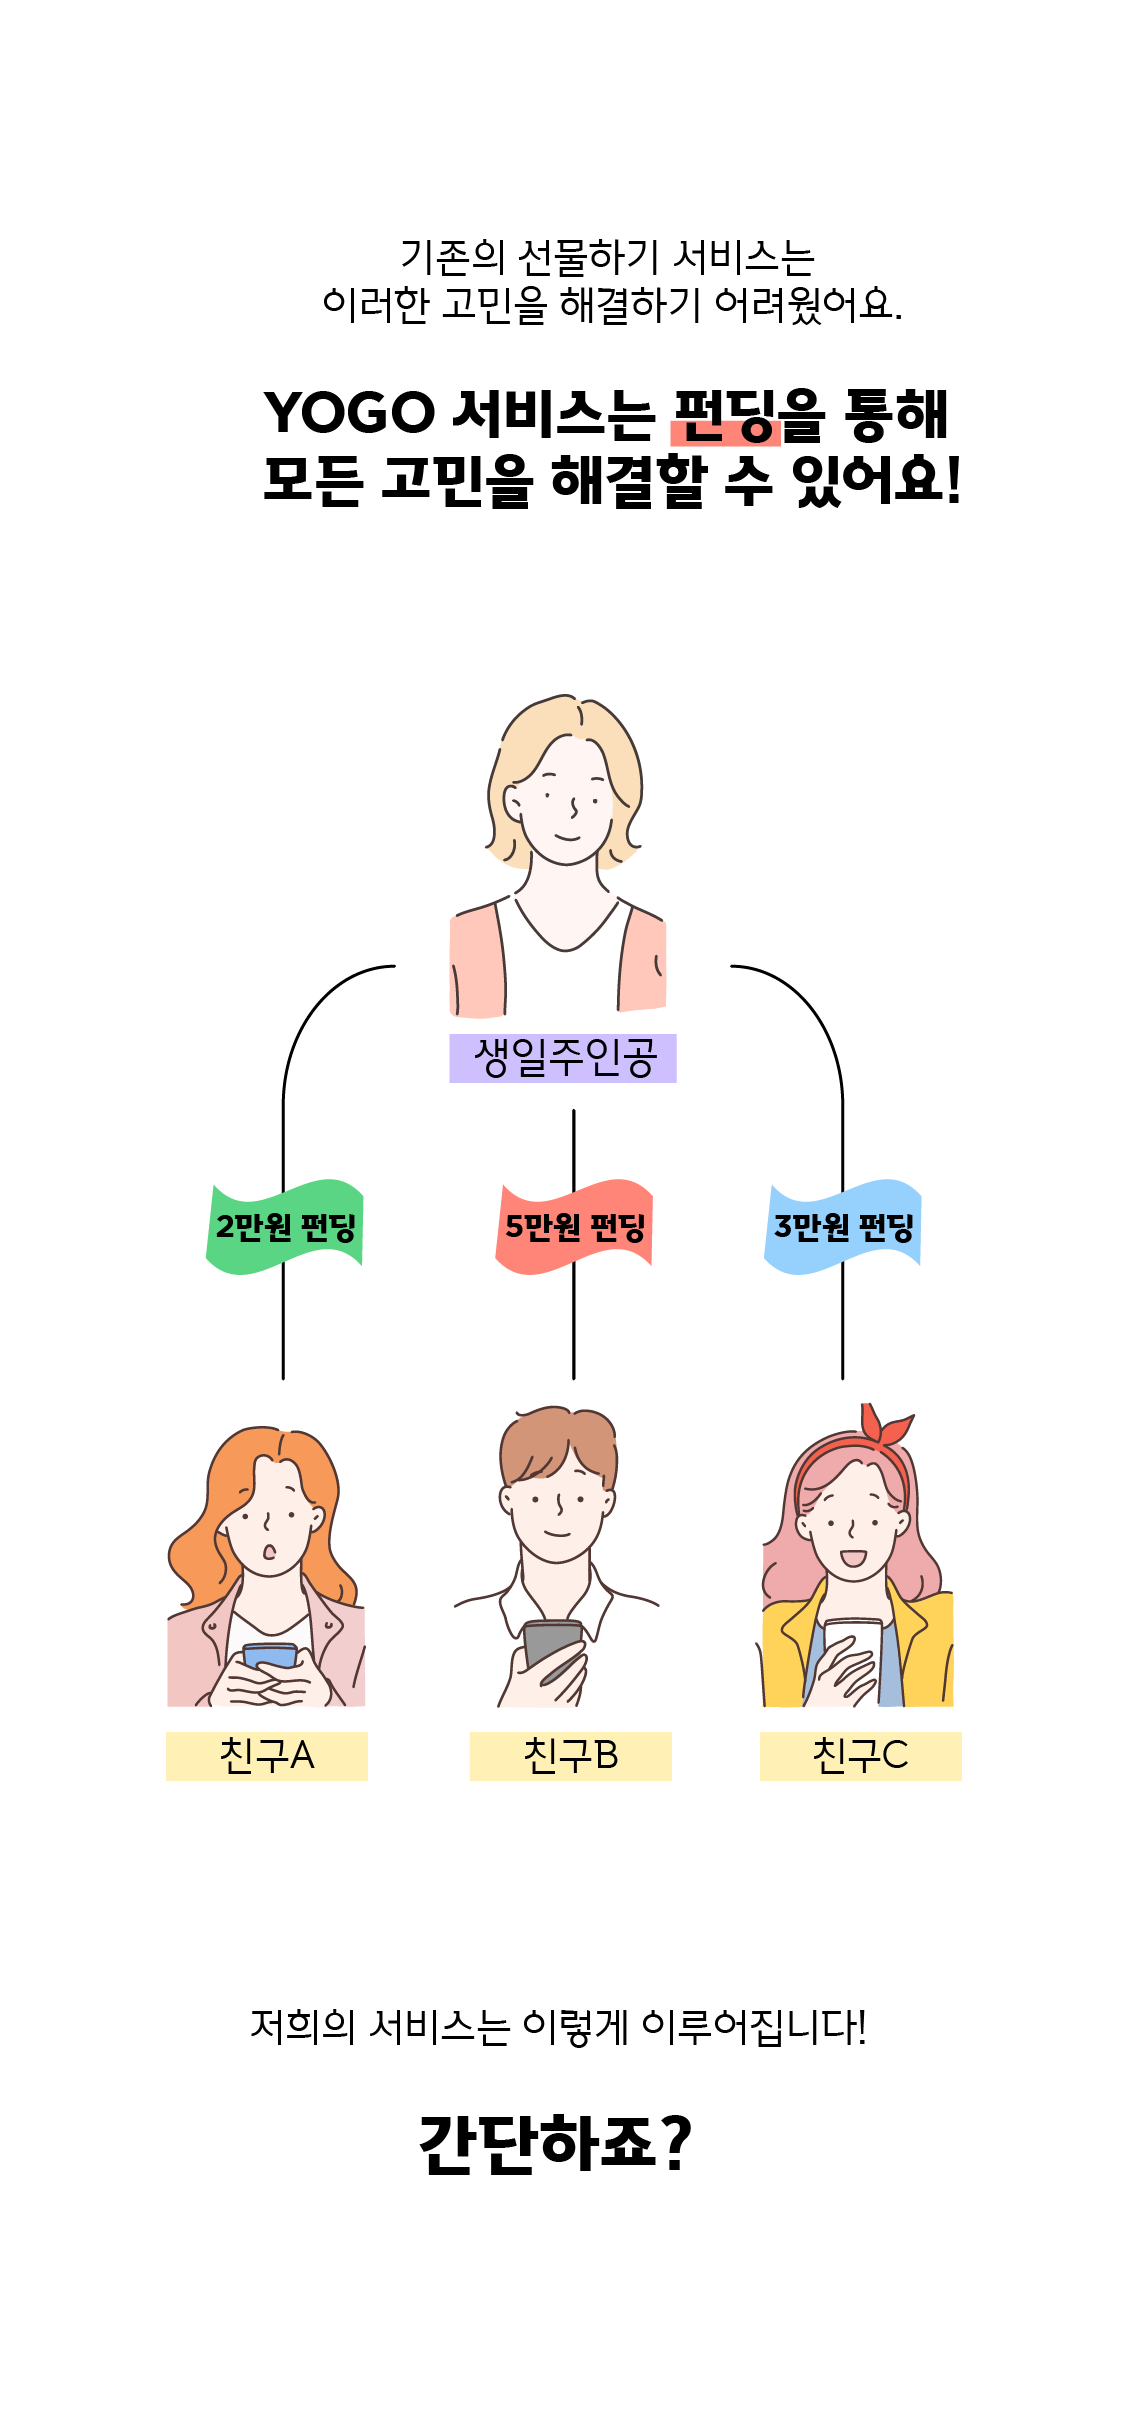 기존의 선물하기 서비스는
이러한 고민을 해결하기 어려웠어요.
YOGO 서비스는 펀딩을 통해
모든 고민을 해결할 수 있어요!
생일주인공
2만원 펀딩
5만원 펀딩
3만원 펀딩
친구A
친구B
친구C
저희의 서비스는 이렇게 이루어집니다!
간단하죠?